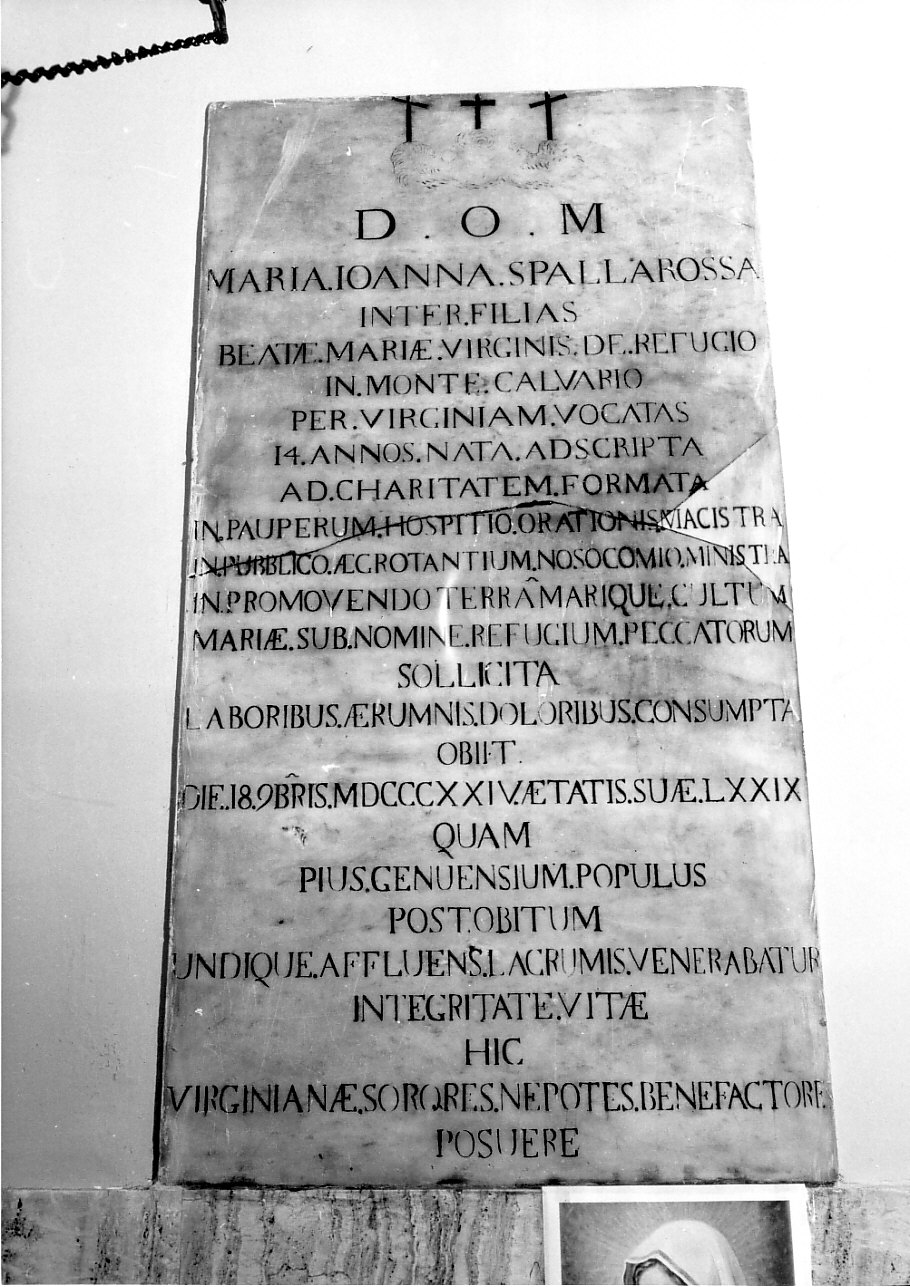 D . O . M
MARIA.IOANNA.SPALLAROSSA
INTER.FILIAS
BEATÆ.MARIÆ.VIRGINIS.DE.REFUGIO
IN.MONTE.CALVARIO
PER.VIRGINIAM.VOCATAS
14.ANNOS.NATA.ADSCRIPTA
AD.CHARITATEM.FORMATA
IN.PAUPERUM.HOSPITIO.ORATIONIS.MAGISTRA
IN.PUBBLICO.ÆGROTANTIUM.NOSOCOMIO.MINISTRA
IN.PROMOVENDO TERRÂ MARIQUE.CULTUM
MARIÆ.SUB.NOMINE.REFUGIUM.PECCATORUM
SOLLICITA
LABORIBUS.ÆRUMNIS.DOLORIBUS.CONSUMPTA
OBIIT.
DIE.18.9BR̂IS.MDCCCXXIV.ÆTATIS.SUÆ.LXXIX
QUAM
PIUS.GENUENSIUM.POPULUS
POST.OBITUM
UNDIQUE.AFFLUENS.LACRUMIS.VENERABATUR
INTEGRITATE.VITÆ
HIC
VIRGINIANÆ.SORORES.NEPOTES.BENEFACTORES
POSUERE